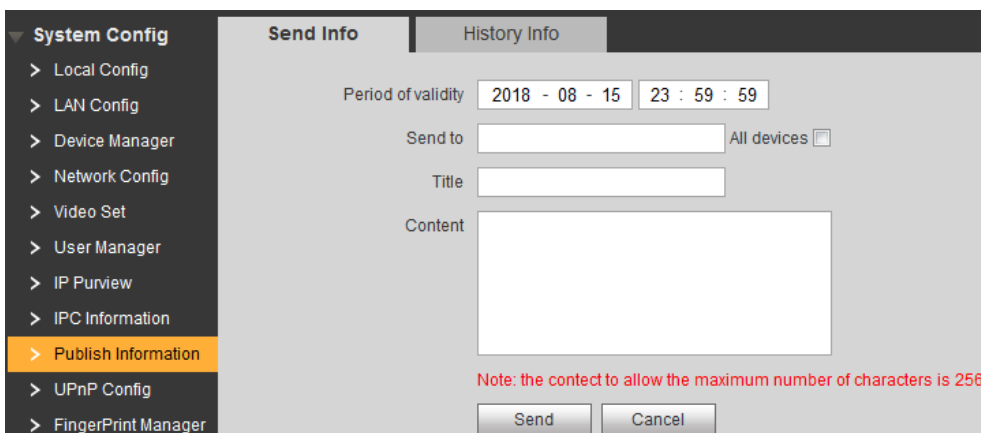 System Config
Local Config
LAN Config
Device Manager
Network Config
Video Set
User Manager
IP Purview
IPC Information
Publish Information
UPnP Config
FingerPrint Manager
Send Info
History Info
Period of validity 2018 - 08 - 15 23 : 59 : 59
Send to All devices
Title
Content
Note: the contect to allow the maximum number of characters is 256
Send Cancel